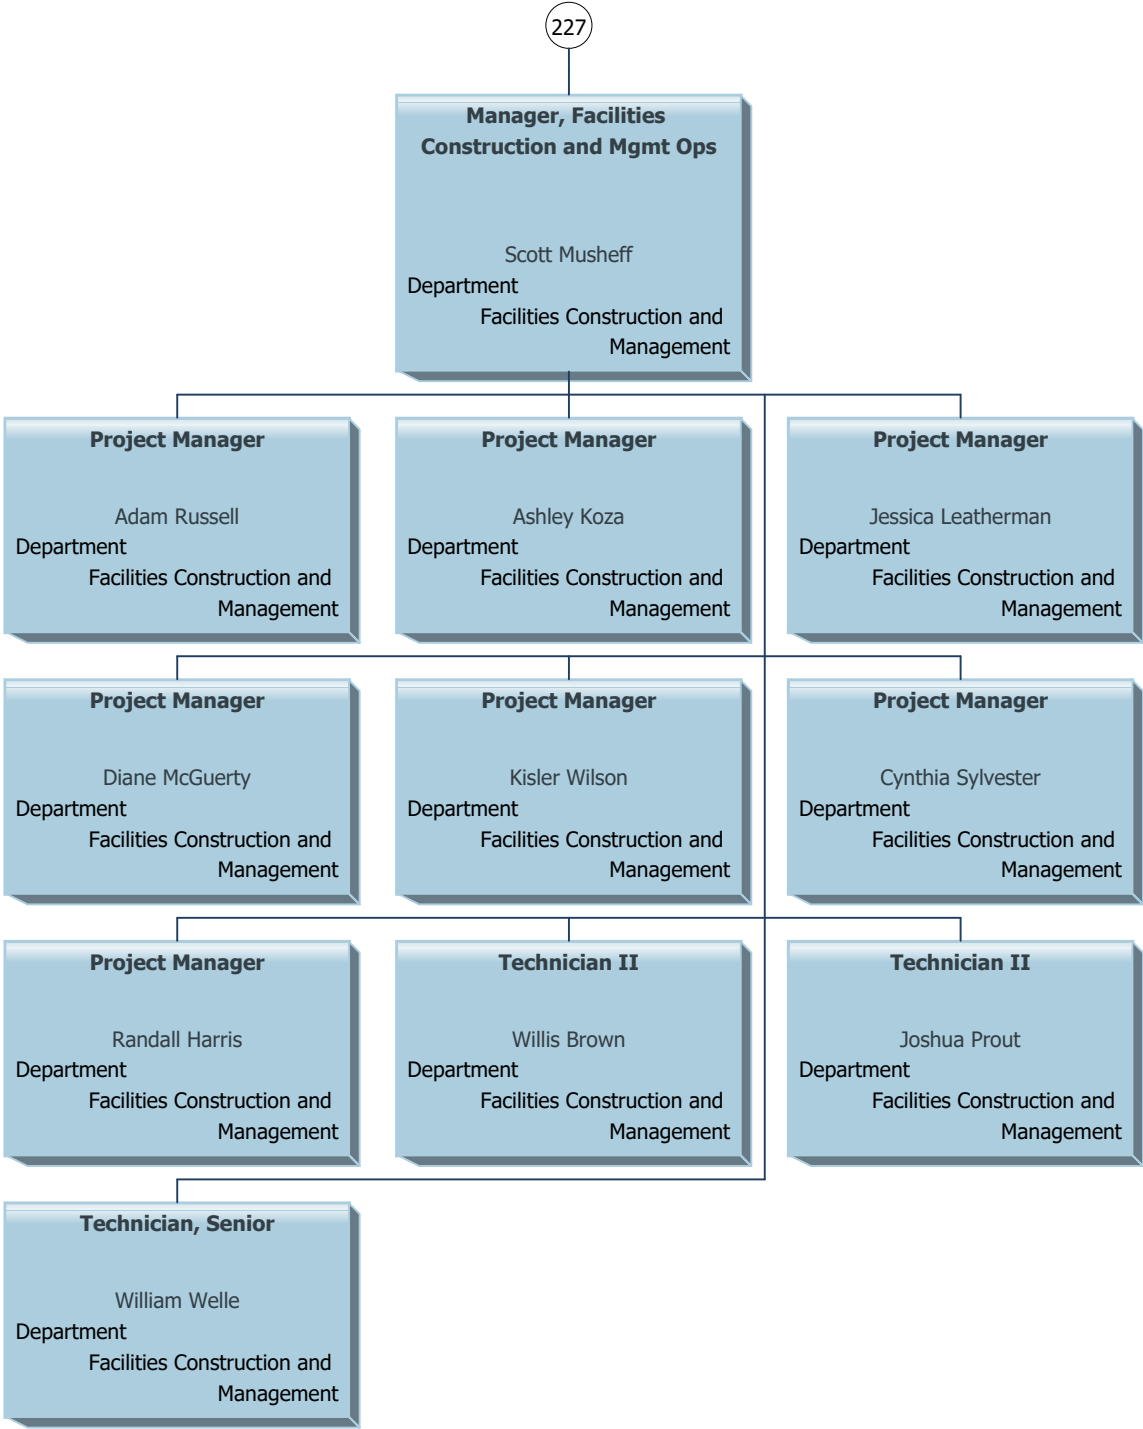 227
Manager, Facilities
Construction and Mgmt Ops
Scott Musheff
Department
Facilities Construction and
Management
Project Manager
Adam Russell
Department
Facilities Construction and
Management
Project Manager
Ashley Koza
Department
Facilities Construction and
Management
Project Manager
Jessica Leatherman
Department
Facilities Construction and
Management
Project Manager
Diane McGuerty
Department
Facilities Construction and
Management
Project Manager
Kisler Wilson
Department
Facilities Construction and
Management
Project Manager
Cynthia Sylvester
Department
Facilities Construction and
Management
Project Manager
Randall Harris
Department
Facilities Construction and
Management
Technician II
Willis Brown
Department
Facilities Construction and
Management
Technician II
Joshua Prout
Department
Facilities Construction and
Management
Technician, Senior
William Welle
Department
Facilities Construction and
Management